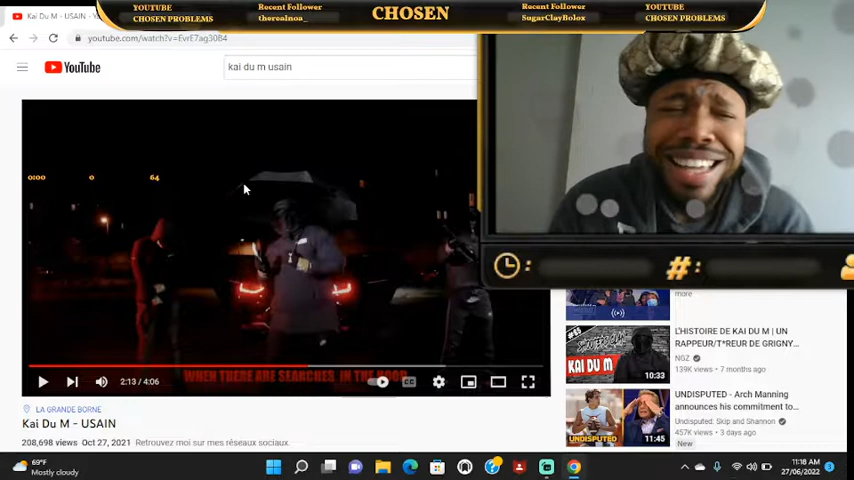 YOUTUBE
CHOSEN PROBLEMS
Recent Follower
therealnoa_
CHOSEN
Recent Follower
SugarClayBolox
YOUTUBE
CHOSEN PROBLEMS
Kai Du M - USAIN - YouTube
youtube.com/watch?v=EvrE7ag3084
YouTube
kai du m usain
0:00 0 64
WHEN THERE ARE SEARCHES IN THE HOOD
2:13 / 4:06
CC
LA GRANDE BORNE
Kai Du M - USAIN
208,698 views Oct 27, 2021 Retrouvez moi sur mes réseaux sociaux.
#:
more
#45
KAI DU M
10:33
L'HISTOIRE DE KAI DU M | UN
RAPPEUR/T*REUR DE GRIGNY...
NGZ
139K views • 7 months ago
UNDISPUTED
11:45
UNDISPUTED - Arch Manning
announces his commitment to...
Undisputed, Skip and Shannon
457K views • 3 days ago
New
69°F
Mostly cloudy
11:18 AM
27/06/2022